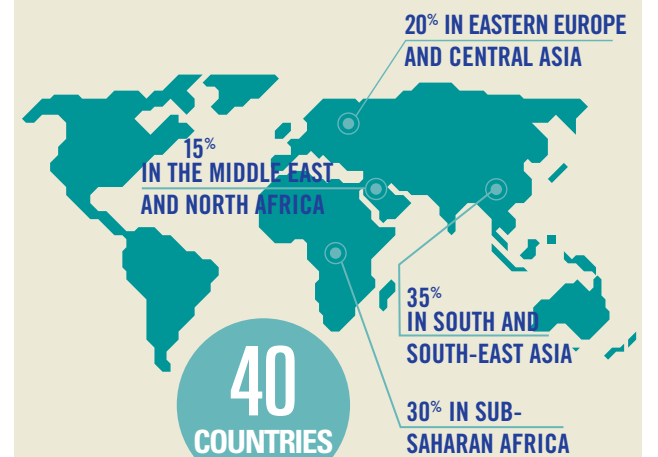 20% IN EASTERN EUROPE
AND CENTRAL ASIA
15%
IN THE MIDDLE EAST
AND NORTH AFRICA
35%
IN SOUTH AND
SOUTH-EAST ASIA
40
COUNTRIES
30% IN SUB-
SAHARAN AFRICA